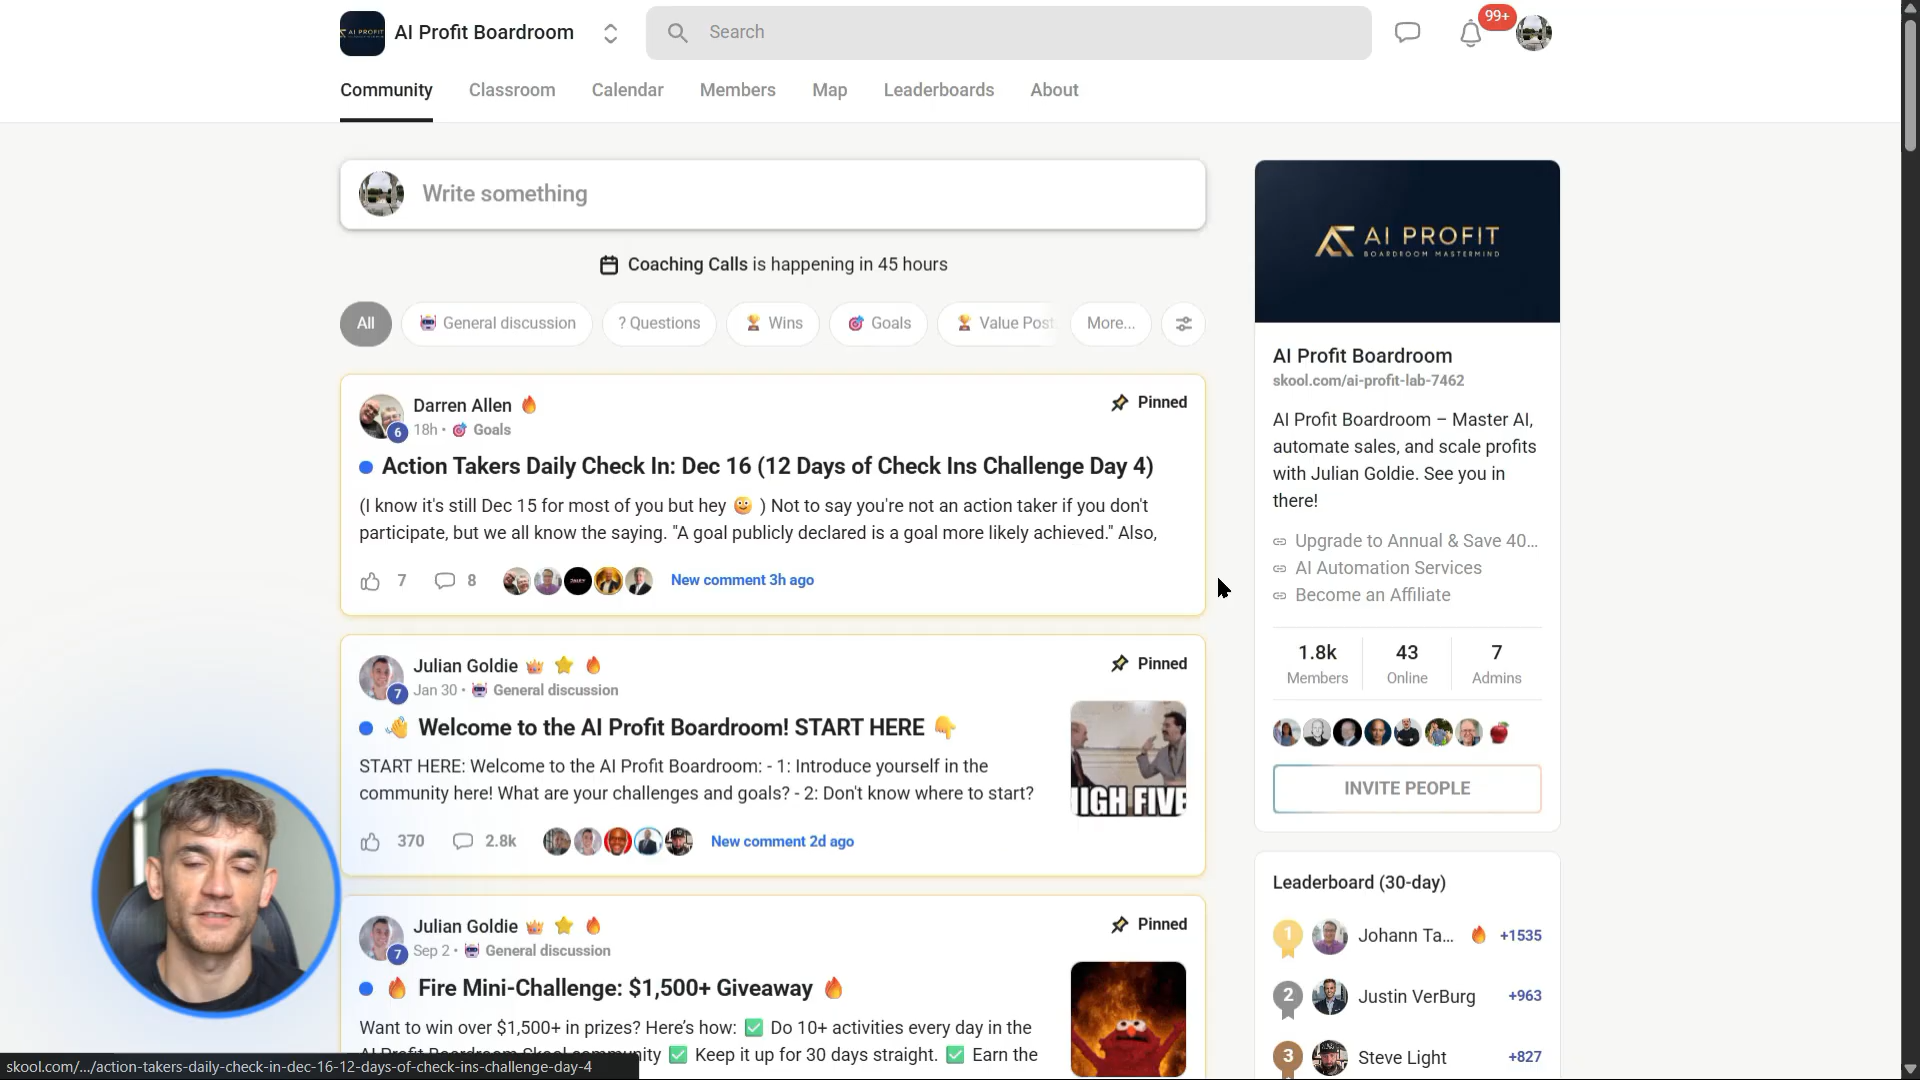 AI PROFIT
AI Profit Boardroom
Search
99+
Community
Classroom
Calendar
Members
Map
Leaderboards
About
Write something
Coaching Calls is happening in 45 hours
All
General discussion
? Questions
Wins
Goals
Value Post
More...
Darren Allen
Pinned
6
18h • Goals
Action Takers Daily Check In: Dec 16 (12 Days of Check Ins Challenge Day 4)
(I know it's still Dec 15 for most of you but hey ) Not to say you're not an action taker if you don't
participate, but we all know the saying. "A goal publicly declared is a goal more likely achieved." Also,
7
8
New comment 3h ago
Julian Goldie
Pinned
7
Jan 30 • General discussion
Welcome to the AI Profit Boardroom! START HERE
START HERE: Welcome to the AI Profit Boardroom: - 1: Introduce yourself in the
community here! What are your challenges and goals? - 2: Don't know where to start?
HIGH FIVE
370
2.8k
New comment 2d ago
Julian Goldie
Pinned
7
Sep 2 • General discussion
Fire Mini-Challenge: $1,500+ Giveaway
Want to win over $1,500+ in prizes? Here's how: ✅ Do 10+ activities every day in the
AI Profit Boardroom Skool community ✅ Keep it up for 30 days straight. ✅ Earn the
skool.com/.../action-takers-daily-check-in-dec-16-12-days-of-check-ins-challenge-day-4
AI PROFIT
BOARDROOM MASTERMIND
AI Profit Boardroom
skool.com/ai-profit-lab-7462
AI Profit Boardroom – Master AI,
automate sales, and scale profits
with Julian Goldie. See you in
there!
Upgrade to Annual & Save 40...
AI Automation Services
Become an Affiliate
1.8k
43
7
Members
Online
Admins
INVITE PEOPLE
Leaderboard (30-day)
1
Johann Ta...
+1535
2
Justin VerBurg
+963
3
Steve Light
+827